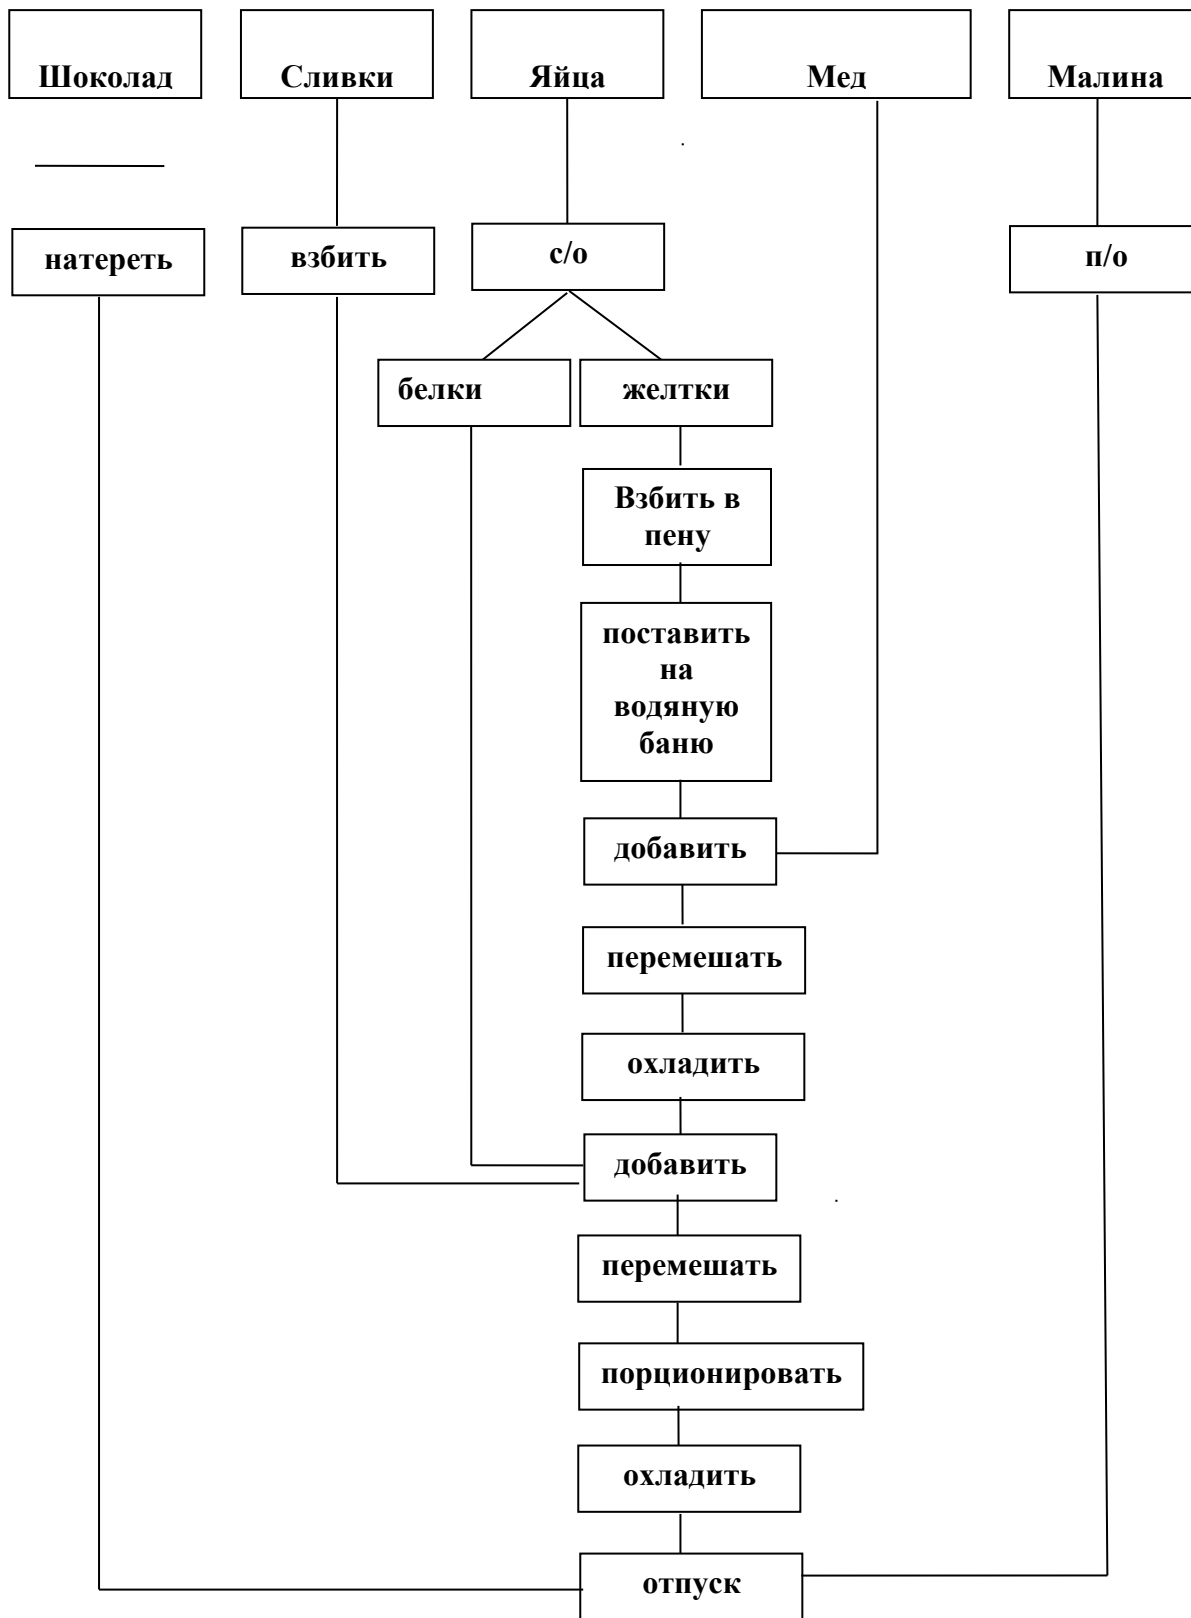 Шоколад
Сливки
Яйца
Мед
Малина
натереть
взбить
с/о
п/о
белки
желтки
Взбить в
пену
поставить
на
водяную
баню
добавить
перемешать
охладить
добавить
перемешать
порционировать
охладить
отпуск